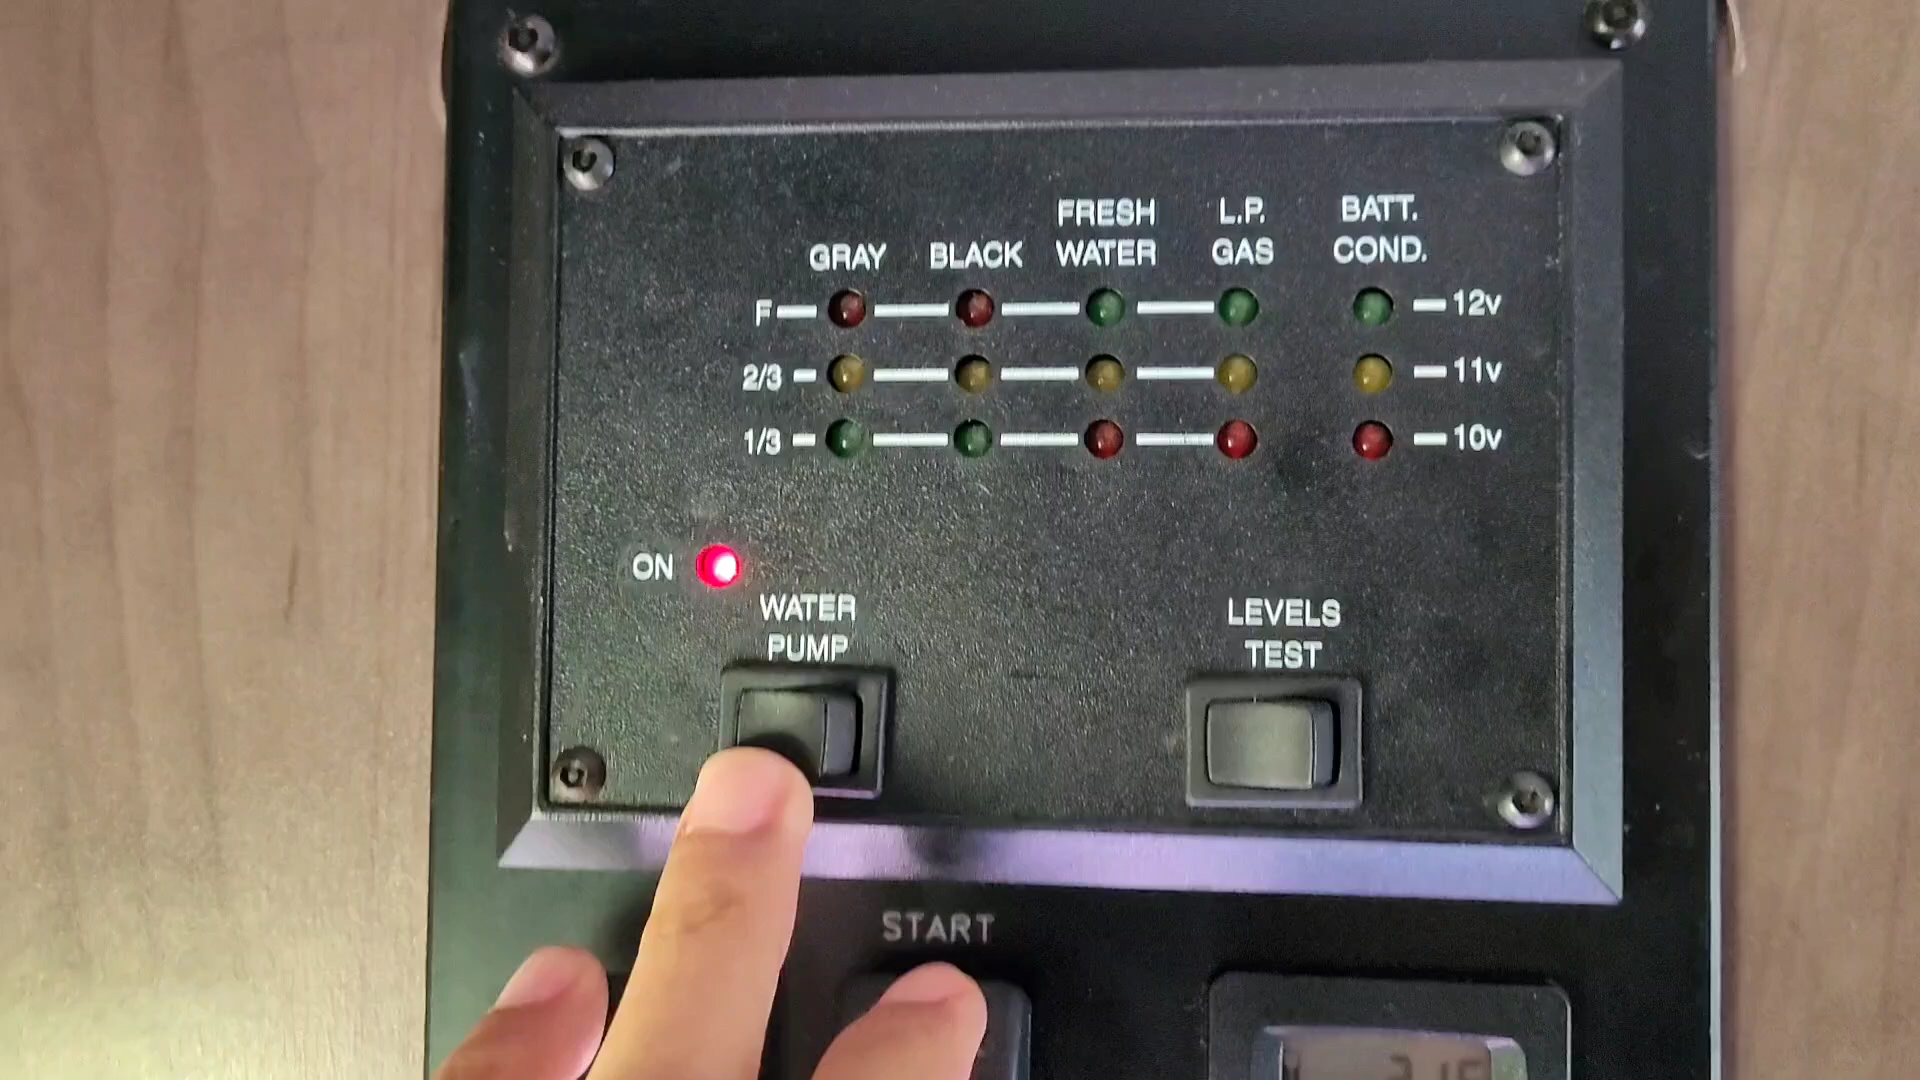 FRESH WATER
L.P. GAS
BATT. COND.
GRAY
BLACK
F
12v
2/3
11v
1/3
10v
ON
WATER
PUMP
LEVELS
TEST
START